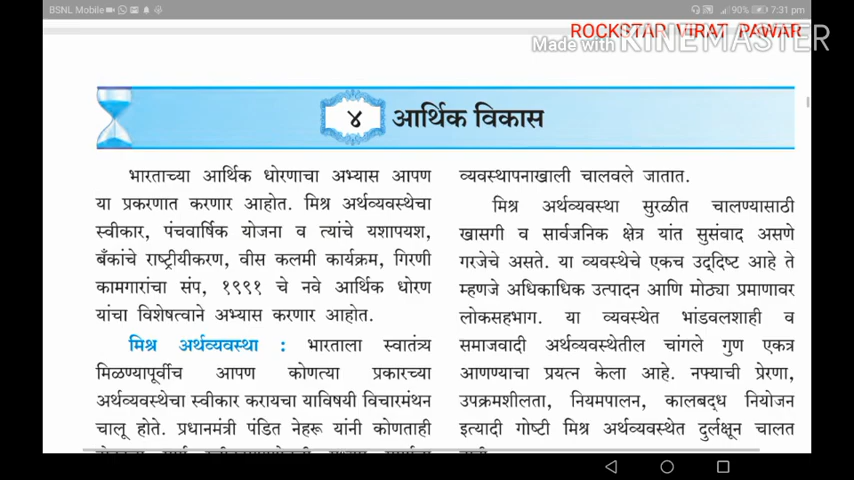 BSNL Mobile
90%
7:31 pm
ROCKSTAR VIRAT PAWAR
Made with KINEMASTER
४ आर्थिक विकास
भारताच्या आर्थिक धोरणाचा अभ्यास आपण
या प्रकरणात करणार आहोत. मिश्र अर्थव्यवस्थेचा
स्वीकार, पंचवार्षिक योजना व त्यांचे यशापयश,
बँकांचे राष्ट्रीयीकरण, वीस कलमी कार्यक्रम, गिरणी
कामगारांचा संप, १९९१ चे नवे आर्थिक धोरण
यांचा विशेषत्वाने अभ्यास करणार आहोत.
मिश्र अर्थव्यवस्था : भारताला स्वातंत्र्य
मिळण्यापूर्वीच आपण कोणत्या प्रकारच्या
अर्थव्यवस्थेचा स्वीकार करायचा याविषयी विचारमंथन
चालू होते. प्रधानमंत्री पंडित नेहरू यांनी कोणताही
व्यवस्थापनाखाली चालवले जातात.
मिश्र अर्थव्यवस्था सुरळीत चालण्यासाठी
खासगी व सार्वजनिक क्षेत्र यांत सुसंवाद असणे
गरजेचे असते. या व्यवस्थेचे एकच उद्‌दिष्ट आहे ते
म्हणजे अधिकाधिक उत्पादन आणि मोठ्या प्रमाणावर
लोकसहभाग. या व्यवस्थेत भांडवलशाही व
समाजवादी अर्थव्यवस्थेतील चांगले गुण एकत्र
आणण्याचा प्रयत्न केला आहे. नफ्याची प्रेरणा,
उपक्रमशीलता, नियमपालन, कालबद्ध नियोजन
इत्यादी गोष्टी मिश्र अर्थव्यवस्थेत दुर्लक्षून चालत